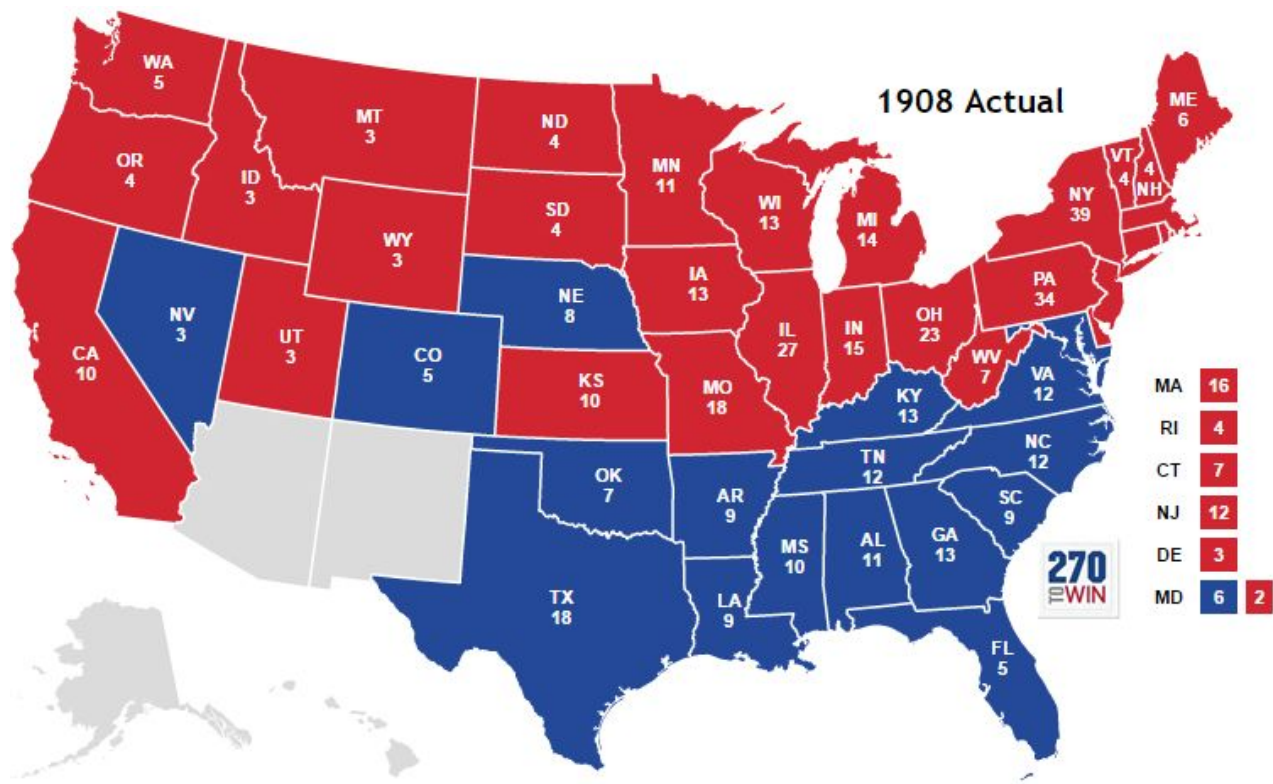 1908 Actual
WA
5
OR
4
CA
10
NV
3
ID
3
MT
3
WY
3
UT
3
CO
5
ND
4
SD
4
NE
8
KS
10
OK
7
TX
18
MN
11
IA
13
MO
18
AR
9
LA
9
WI
13
IL
27
MI
14
IN
15
OH
23
KY
13
TN
12
MS
10
AL
11
GA
13
FL
5
SC
9
NC
12
VA
12
WV
7
PA
34
NY
39
VT
4
4
NH
ME
6
MA 16
RI 4
CT 7
NJ 12
DE 3
MD 6 2
270
TO WIN